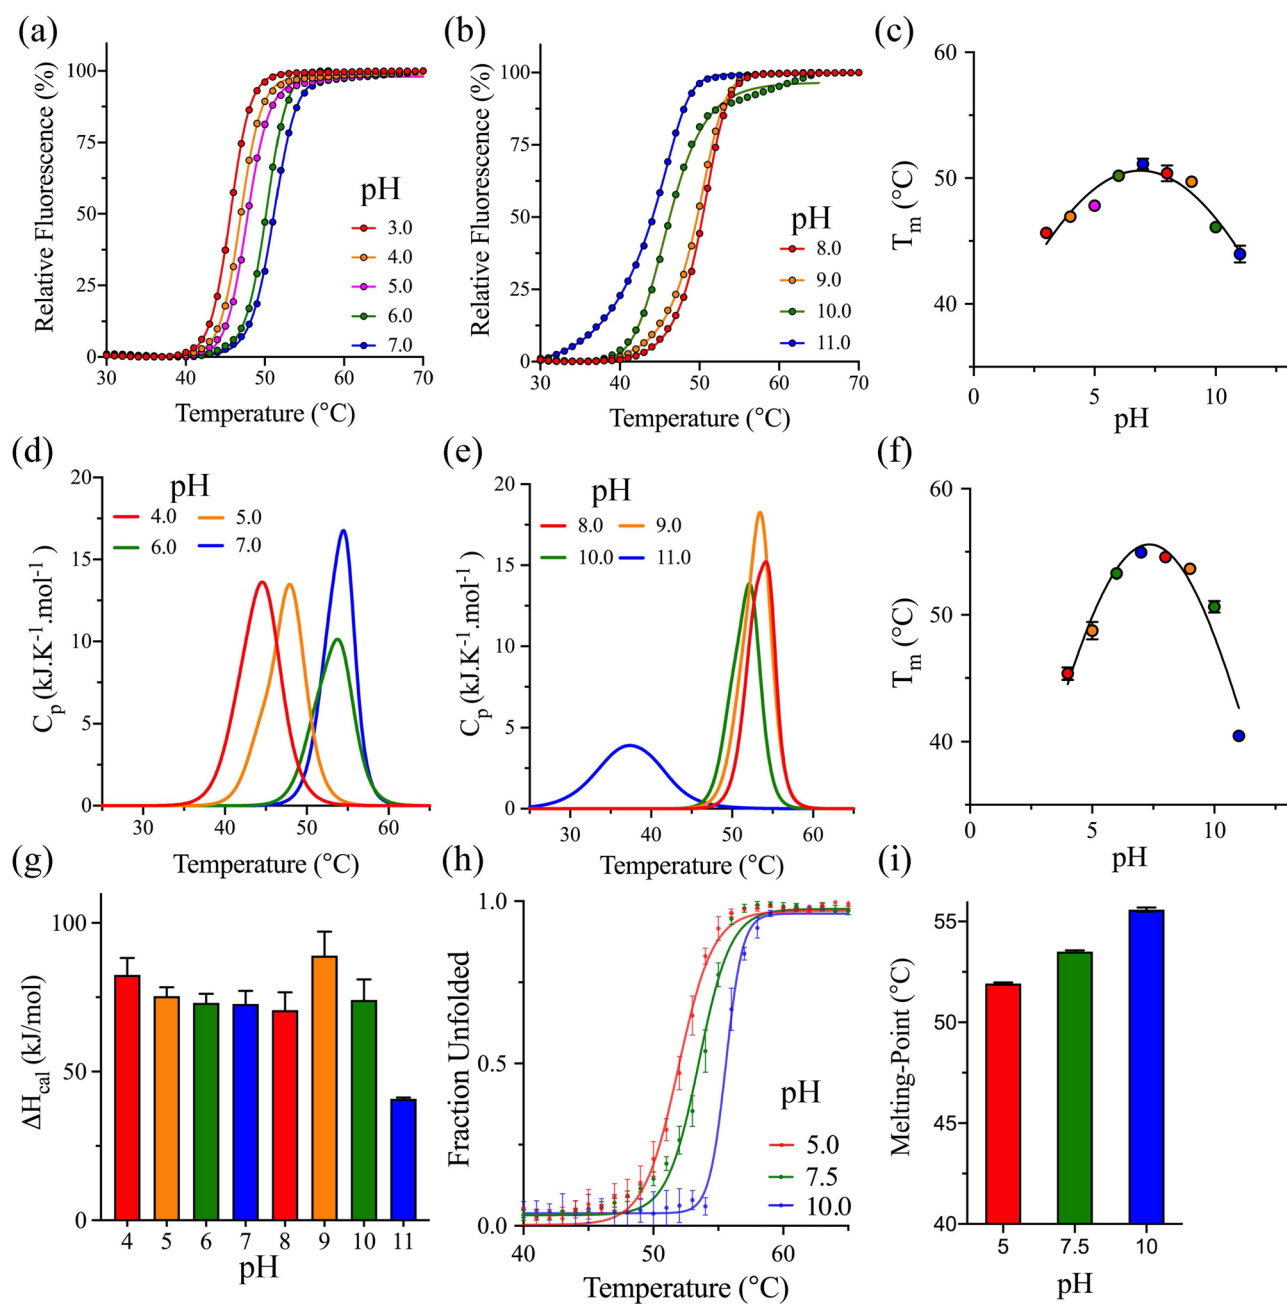 (a)
Relative Fluorescence (%)
100
75
50
25
0
30
40
50
60
70
Temperature (°C)
pH
3.0
4.0
5.0
6.0
7.0
(b)
Relative Fluorescence (%)
100
75
50
25
0
30
40
50
60
70
Temperature (°C)
pH
8.0
9.0
10.0
11.0
(c)
Tm (°C)
60
50
40
0
5
10
pH
(d)
Cp (kJ.K-1.mol-1)
20
15
10
5
0
30
40
50
60
Temperature (°C)
pH
4.0 5.0
6.0 7.0
(e)
Cp (kJ.K-1.mol-1)
20
15
10
5
0
30
40
50
60
Temperature (°C)
pH
8.0 9.0
10.0 11.0
(f)
Tm (°C)
60
50
40
5
10
pH
(g)
ΔHcal (kJ/mol)
100
50
0
4 5 6 7 8 9 10 11
pH
(h)
Fraction Unfolded
1.0
0.5
0.0
40
50
60
Temperature (°C)
pH
5.0
7.5
10.0
(i)
Melting-Point (°C)
55
50
45
40
5
7.5
10
pH